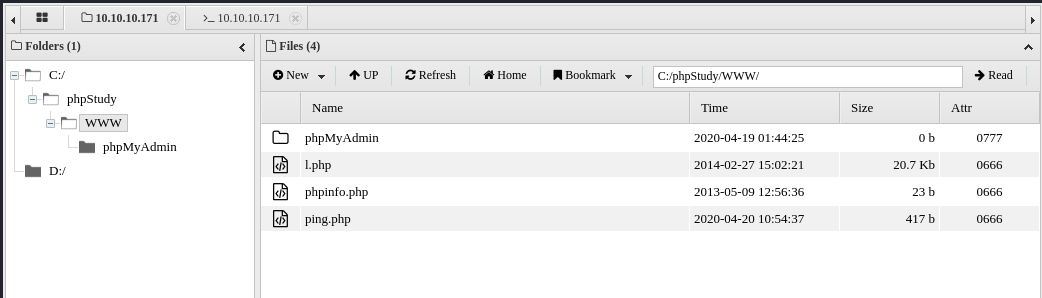 10.10.10.171 >_ 10.10.10.171
Folders (1)
C:/
phpStudy
WWW
phpMyAdmin
D:/
Files (4)
New UP Refresh Home Bookmark C:/phpStudy/WWW/ Read
Name Time Size Attr
phpMyAdmin 2020-04-19 01:44:25 0 b 0777
l.php 2014-02-27 15:02:21 20.7 Kb 0666
phpinfo.php 2013-05-09 12:56:36 23 b 0666
ping.php 2020-04-20 10:54:37 417 b 0666